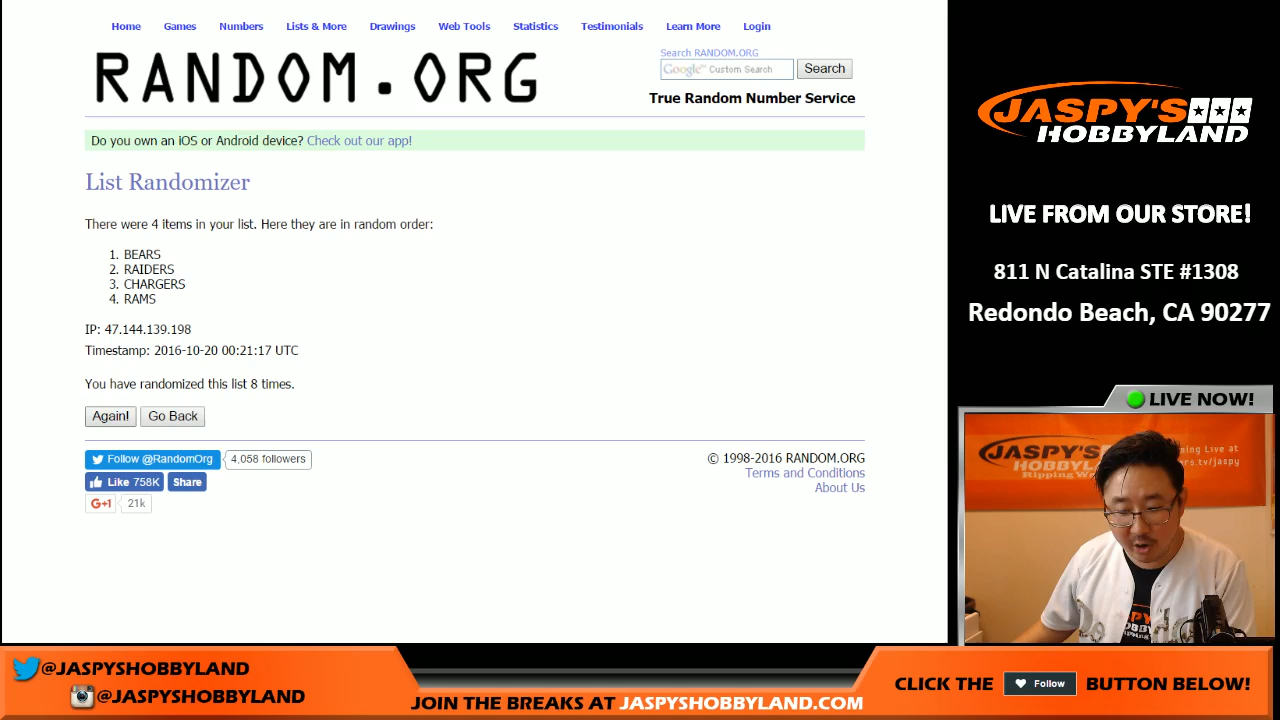 Home Games Numbers Lists & More Drawings Web Tools Statistics Testimonials Learn More Login
RANDOM.ORG
Search RANDOM.ORG
Google™ Custom Search Search
True Random Number Service
Do you own an iOS or Android device? Check out our app!
List Randomizer
There were 4 items in your list. Here they are in random order:
1. BEARS
2. RAIDERS
3. CHARGERS
4. RAMS
IP: 47.144.139.198
Timestamp: 2016-10-20 00:21:17 UTC
You have randomized this list 8 times.
Again! Go Back
Follow @RandomOrg 4,058 followers
Like 758K Share
G+1 21k
© 1998-2016 RANDOM.ORG
Terms and Conditions
About Us
JASPY'S
HOBBYLAND
LIVE FROM OUR STORE!
811 N Catalina STE #1308
Redondo Beach, CA 90277
LIVE NOW!
JASPY'S
HOBBYLAND
Live at
JASPY'S
@JASPYSHOBBYLAND
@JASPYSHOBBYLAND
JOIN THE BREAKS AT JASPYSHOBBYLAND.COM
CLICK THE Follow BUTTON BELOW!